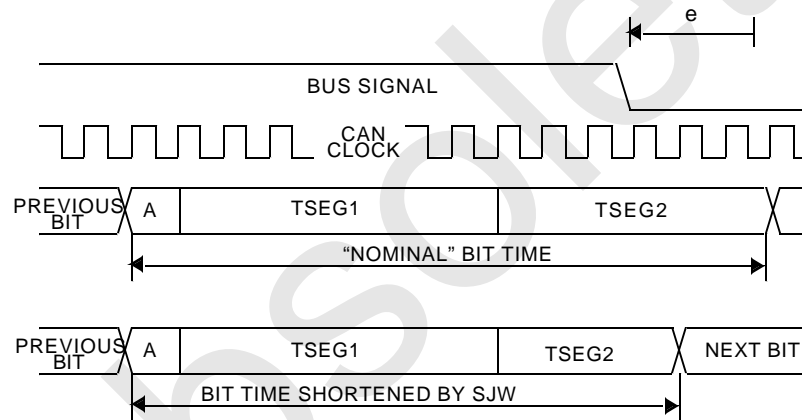 e
BUS SIGNAL
CAN
CLOCK
PREVIOUS
BIT
A
TSEG1
TSEG2
“NOMINAL” BIT TIME
PREVIOUS
BIT
A
TSEG1
TSEG2
NEXT BIT
BIT TIME SHORTENED BY SJW